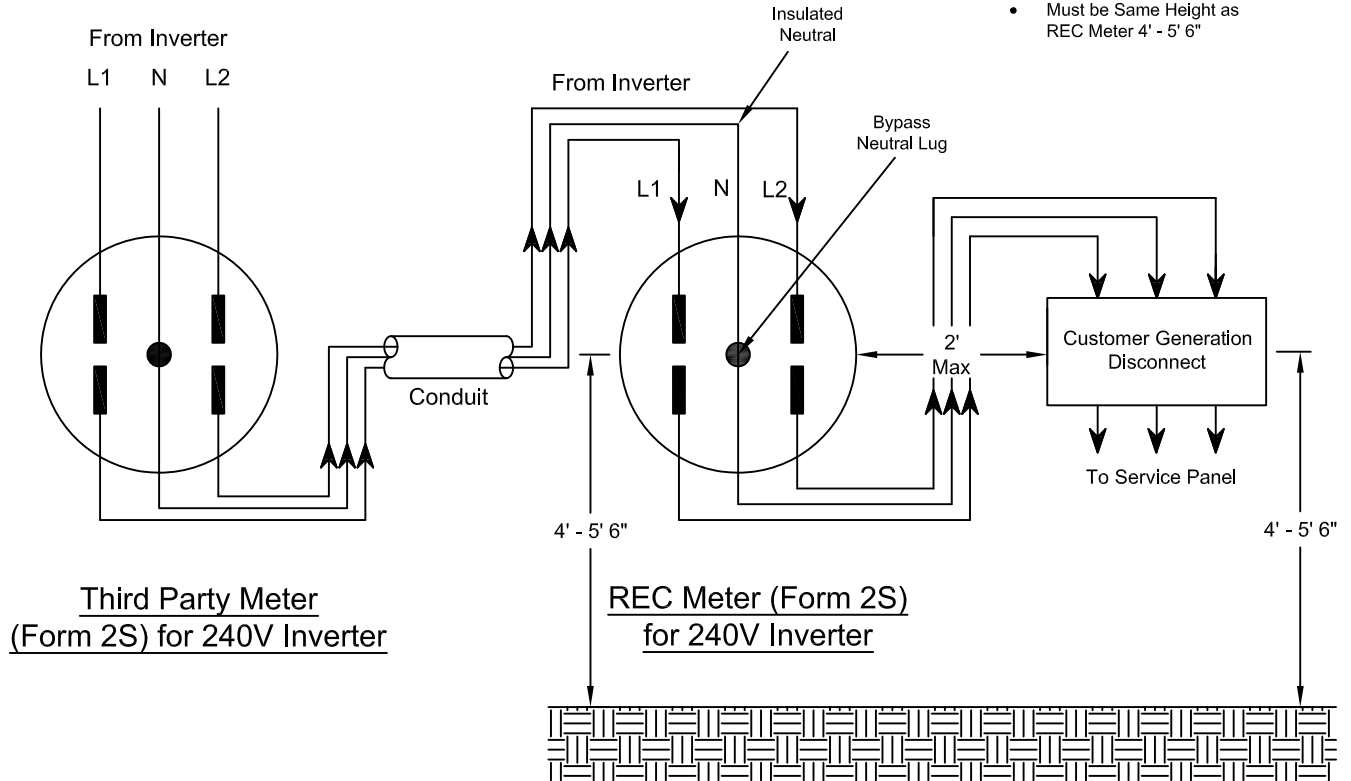 From Inverter
L1 N L2
Insulated
Neutral
• Must be Same Height as
REC Meter 4' - 5' 6"
From Inverter
Bypass
Neutral Lug
L1 N L2
Conduit
2'
Max
Customer Generation
Disconnect
To Service Panel
4' - 5' 6"
4' - 5' 6"
Third Party Meter
(Form 2S) for 240V Inverter
REC Meter (Form 2S)
for 240V Inverter